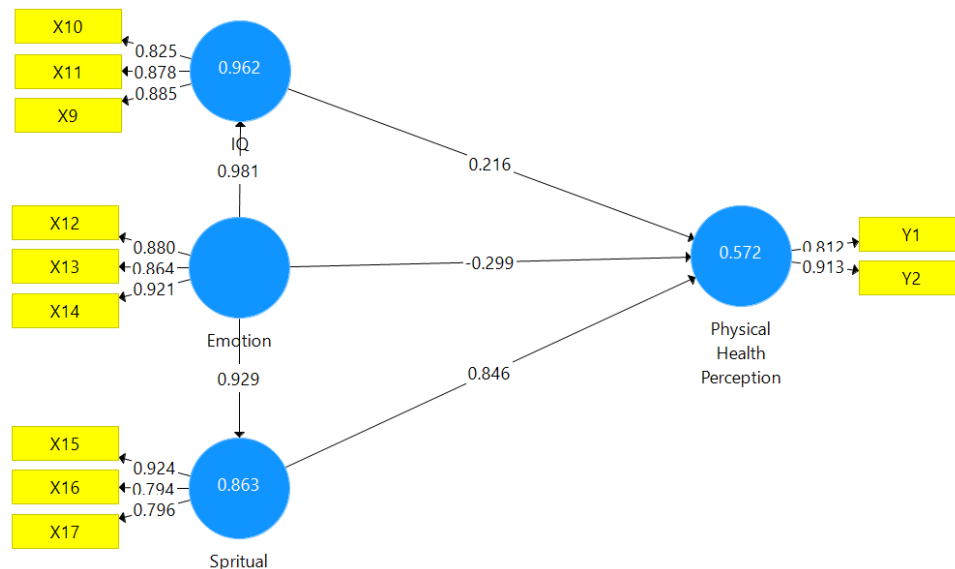 X10
0.825
X11
0.878
0.885
X9
0.962
IQ
0.981
0.216
X12
0.880
X13
0.864
0.921
X14
Emotion
-0.299
0.929
0.572
0.812
Y1
0.913
Y2
Physical
Health
Perception
0.846
X15
0.924
X16
0.794
0.796
X17
0.863
Spritual